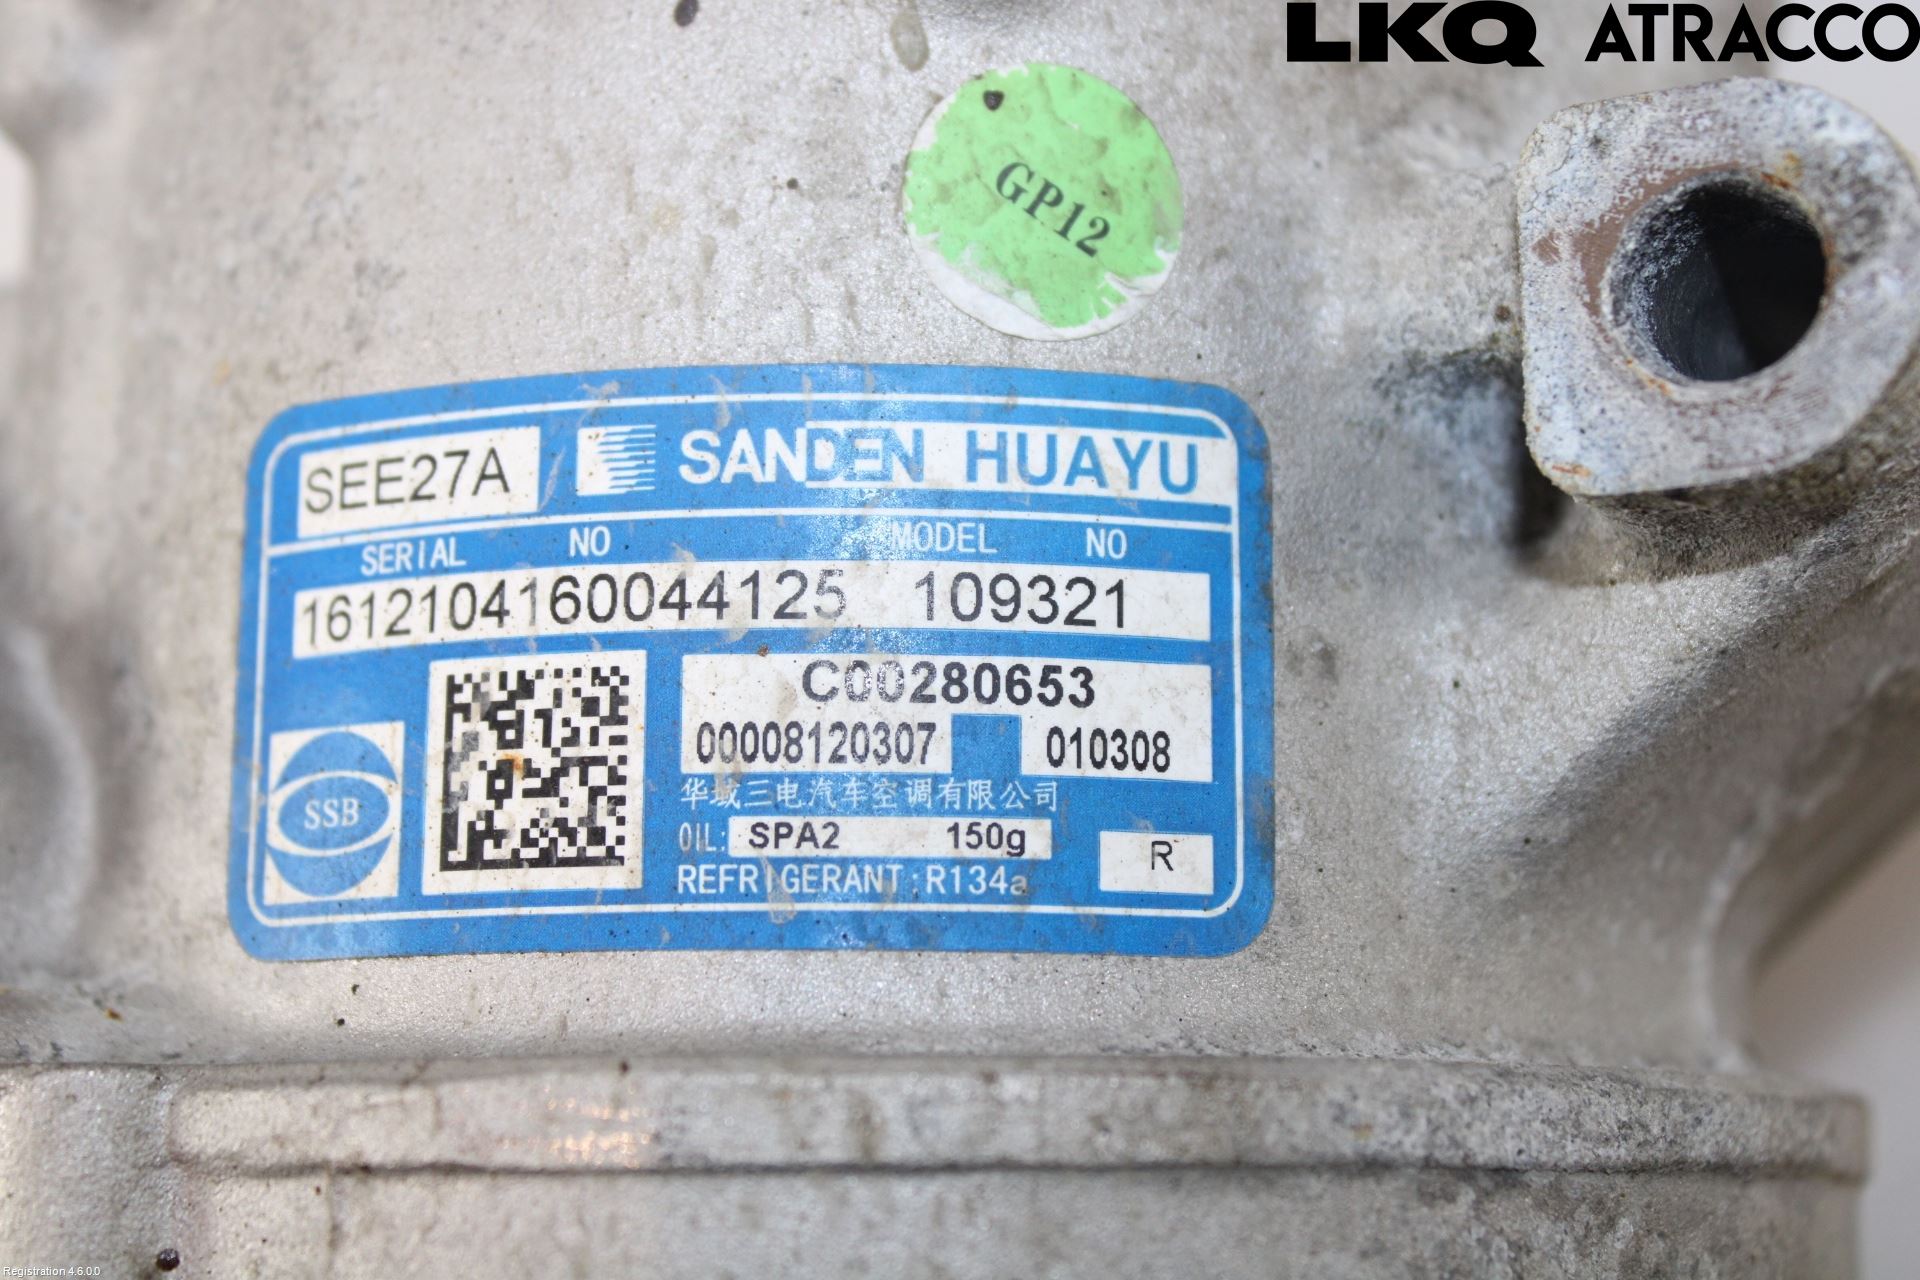 LKQ ATRACCO
GP12
SEE27A SANDEN HUAYU
SERIAL NO MODEL NO
1612104160044125 109321
C00280653
00008120307 010308
SSB
华域三电汽车空调有限公司
OIL: SPA2 150g
R
REFRIGERANT:R134a
Registration 4.6.0.0